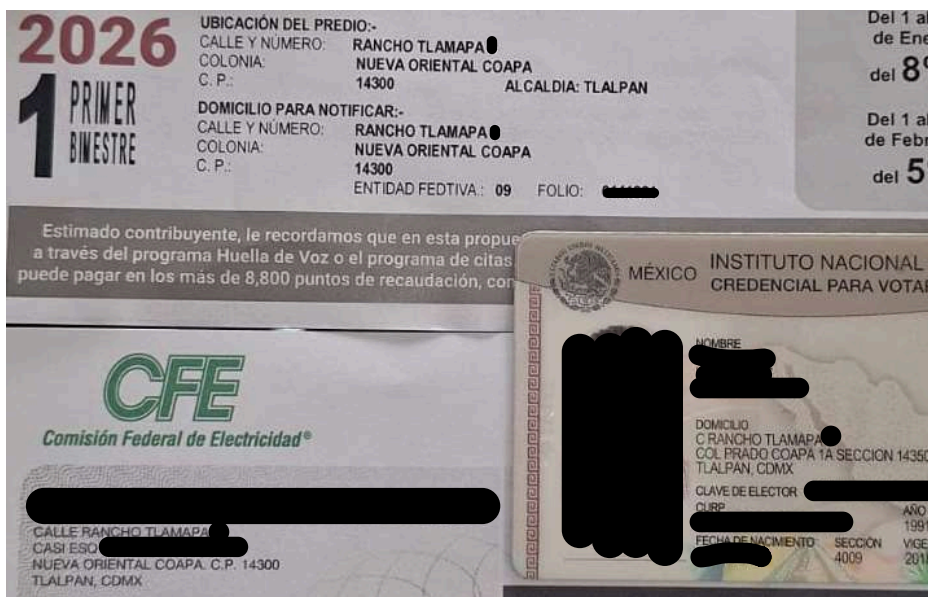 2026
1 PRIMER
BIMESTRE
UBICACIÓN DEL PREDIO:-
CALLE Y NÚMERO: RANCHO TLAMAPA
COLONIA: NUEVA ORIENTAL COAPA
C. P.: 14300 ALCALDIA: TLALPAN
DOMICILIO PARA NOTIFICAR:-
CALLE Y NÚMERO: RANCHO TLAMAPA
COLONIA: NUEVA ORIENTAL COAPA
C. P.: 14300
ENTIDAD FEDTIVA.: 09 FOLIO:
Del 1 al
de Ene
del 8%
Del 1 al
de Febr
del 5
Estimado contribuyente, le recordamos que en esta propue
a través del programa Huella de Voz o el programa de citas
puede pagar en los más de 8,800 puntos de recaudación, con
CFE
Comisión Federal de Electricidad®
CALLE RANCHO TLAMAPA
CASI ESQ
NUEVA ORIENTAL COAPA. C.P. 14300
TLALPAN, CDMX
MÉXICO INSTITUTO NACIONAL
CREDENCIAL PARA VOTAR
NOMBRE
DOMICILIO
C RANCHO TLAMAPA
COL PRADO COAPA 1A SECCION 14350
TLALPAN, CDMX
CLAVE DE ELECTOR
CURP AÑO
1991
FECHA DE NACIMIENTO SECCIÓN VIGE
4009 201